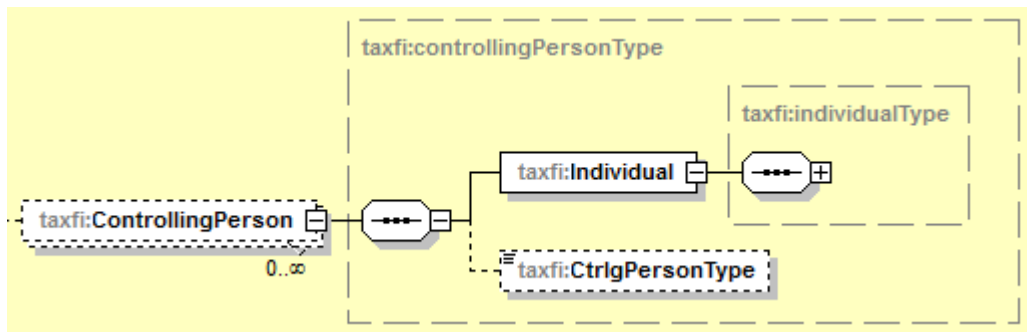 taxfi:controllingPersonType
taxfi:individualType
taxfi:Individual
taxfi:ControllingPerson
0..∞
taxfi:CtrlgPersonType